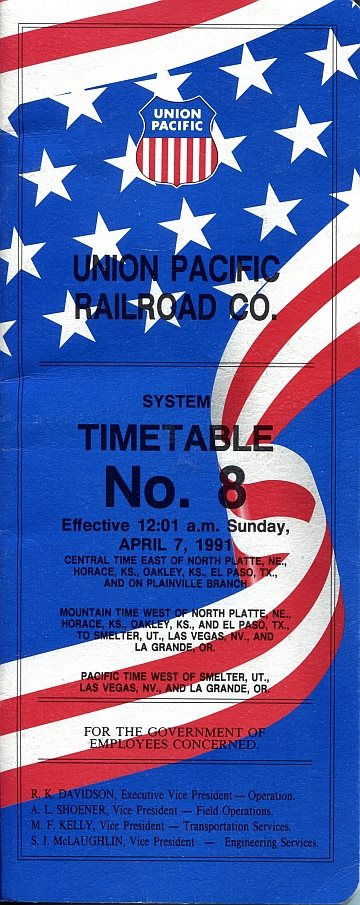 UNION
PACIFIC
UNION PACIFIC
RAILROAD CO.
SYSTEM
TIMETABLE
No. 8
Effective 12:01 a.m. Sunday,
APRIL 7, 1991
CENTRAL TIME EAST OF NORTH PLATTE, NE.,
HORACE, KS., OAKLEY, KS., EL PASO, TX.,
AND ON PLAINVILLE BRANCH
MOUNTAIN TIME WEST OF NORTH PLATTE, NE.,
HORACE, KS., OAKLEY, KS., AND EL PASO, TX.,
TO SMELTER, UT., LAS VEGAS, NV., AND
LA GRANDE, OR.
PACIFIC TIME WEST OF SMELTER, UT.,
LAS VEGAS, NV., AND LA GRANDE, OR.
FOR THE GOVERNMENT OF
EMPLOYEES CONCERNED.
R. K. DAVIDSON, Executive Vice President — Operation.
A. L. SHOENER, Vice President — Field Operations.
M. F. KELLY, Vice President — Transportation Services.
S. J. McLAUGHLIN, Vice President — Engineering Services.